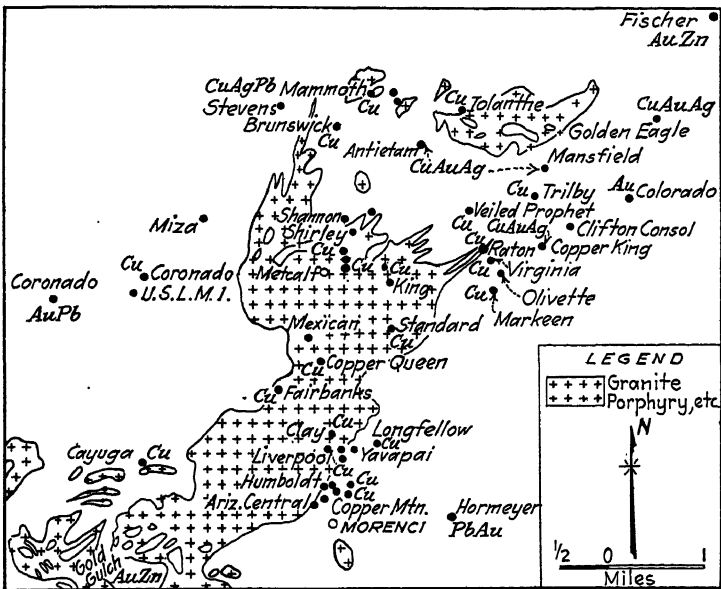 Fischer
AuZn
CuAgPb Mammoth
Stevens
Cu
Brunswick
Cu
Cu
Tolanthe
CuAuAg
Golden Eagle
Antietam
CuAuAg
Mansfield
Cu
Trilby
Au
Colorado
Miza
Shannon
Shirley
Cu
Veiled Prophet
Cu
CuAuAg
Clifton Consol
Cu
Raton
Copper King
Coronado
AuPb
Cu
Coronado
U.S.L.M.I.
Metcalf
Cu
Cu
King
Cu
Virginia
Olivette
Cu
Markeen
Mexican
Standard
Cu
Copper Queen
Cu
Cu
Fairbanks
Clay
Cu
Longfellow
Cu
Liverpool
Yavapai
Cayuga
Cu
Cu
Humboldt
Cu
Cu
Ariz. Central
Copper Mtn.
MORENCI
Hormeyer
PbAu
Gold
Gulch
AuZn
LEGEND
Granite
Porphyry, etc.
N
1/2 0 1
Miles